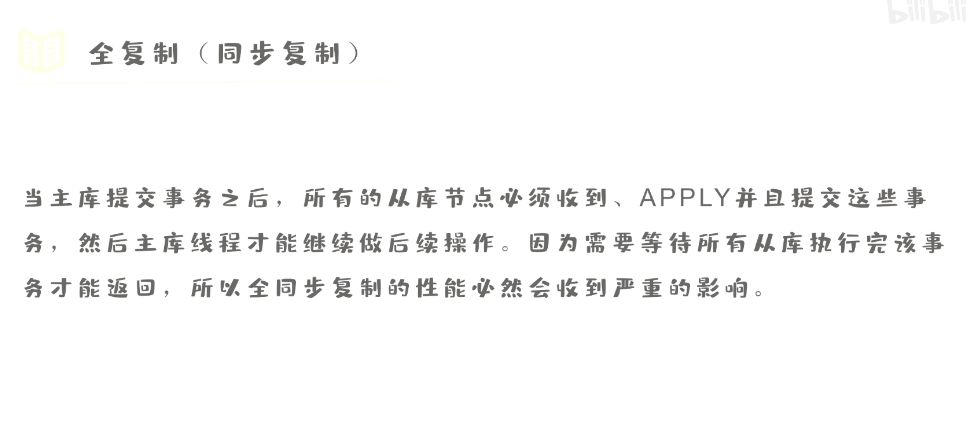 bilibili
全复制（同步复制）
当主库提交事务之后，所有的从库节点必须收到、APPLY并且提交这些事
务，然后主库线程才能继续做后续操作。因为需要等待所有从库执行完该事
务才能返回，所以全同步复制的性能必然会收到严重的影响。